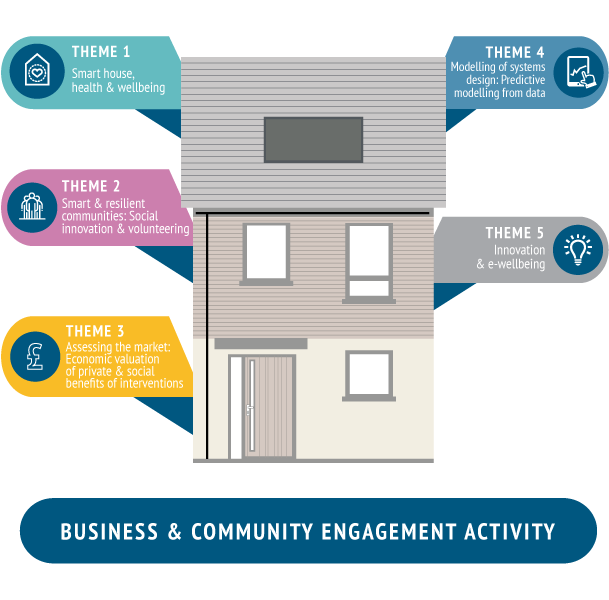 THEME 1
Smart house,
health & wellbeing
THEME 2
Smart & resilient
communities: Social
innovation & volunteering
THEME 3
Assessing the market:
Economic valuation
of private & social
benefits of interventions
£
THEME 4
Modelling of systems
design: Predictive
modelling from data
THEME 5
Innovation
& e-wellbeing
BUSINESS & COMMUNITY ENGAGEMENT ACTIVITY